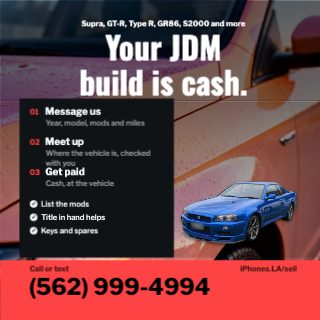 Supra, GT-R, Type R, GR86, S2000 and more
Your JDM
build is cash.
01 Message us
Year, model, mods and miles
02 Meet up
Where the vehicle is, checked
with you
03 Get paid
Cash, at the vehicle
List the mods
Title in hand helps
Keys and spares
Call or text
iPhones.LA/sell
(562) 999-4994